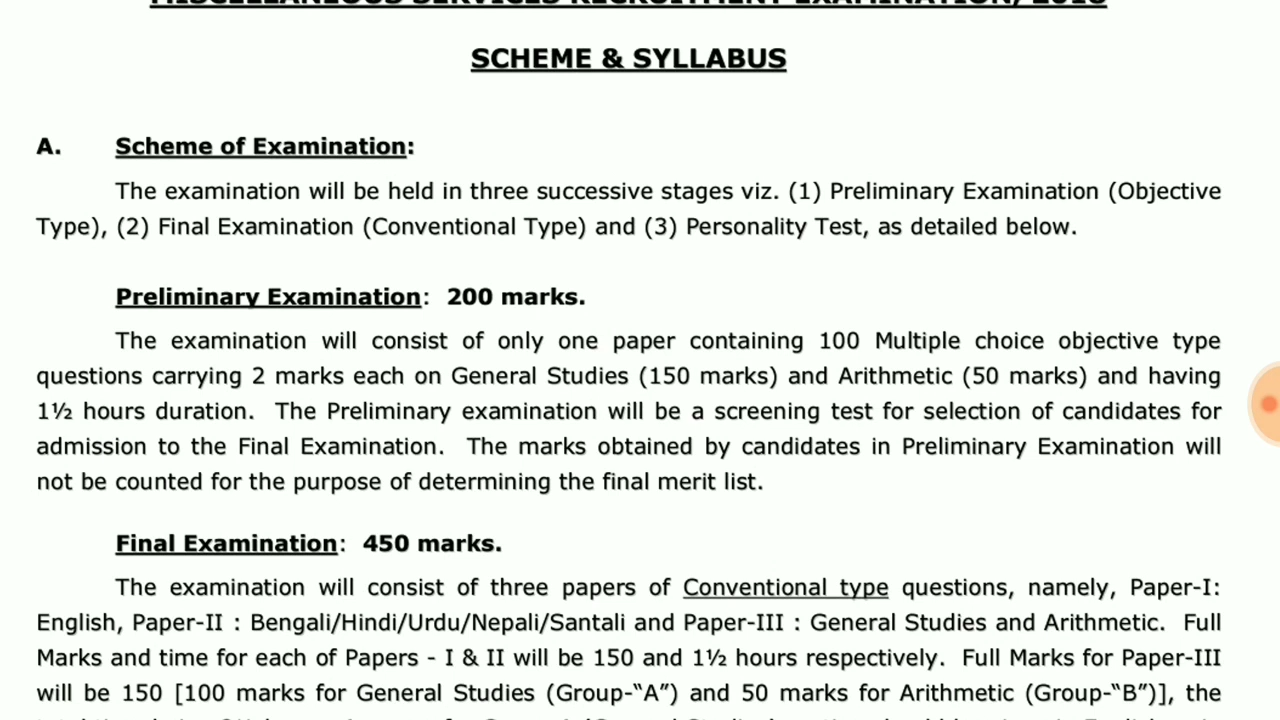 MISCELLANEOUS SERVICES RECRUITMENT EXAMINATION, 2018
SCHEME & SYLLABUS
A. Scheme of Examination:
The examination will be held in three successive stages viz. (1) Preliminary Examination (Objective
Type), (2) Final Examination (Conventional Type) and (3) Personality Test, as detailed below.
Preliminary Examination: 200 marks.
The examination will consist of only one paper containing 100 Multiple choice objective type
questions carrying 2 marks each on General Studies (150 marks) and Arithmetic (50 marks) and having
1½ hours duration. The Preliminary examination will be a screening test for selection of candidates for
admission to the Final Examination. The marks obtained by candidates in Preliminary Examination will
not be counted for the purpose of determining the final merit list.
Final Examination: 450 marks.
The examination will consist of three papers of Conventional type questions, namely, Paper-I:
English, Paper-II : Bengali/Hindi/Urdu/Nepali/Santali and Paper-III : General Studies and Arithmetic. Full
Marks and time for each of Papers - I & II will be 150 and 1½ hours respectively. Full Marks for Paper-III
will be 150 [100 marks for General Studies (Group-“A”) and 50 marks for Arithmetic (Group-“B”)], the